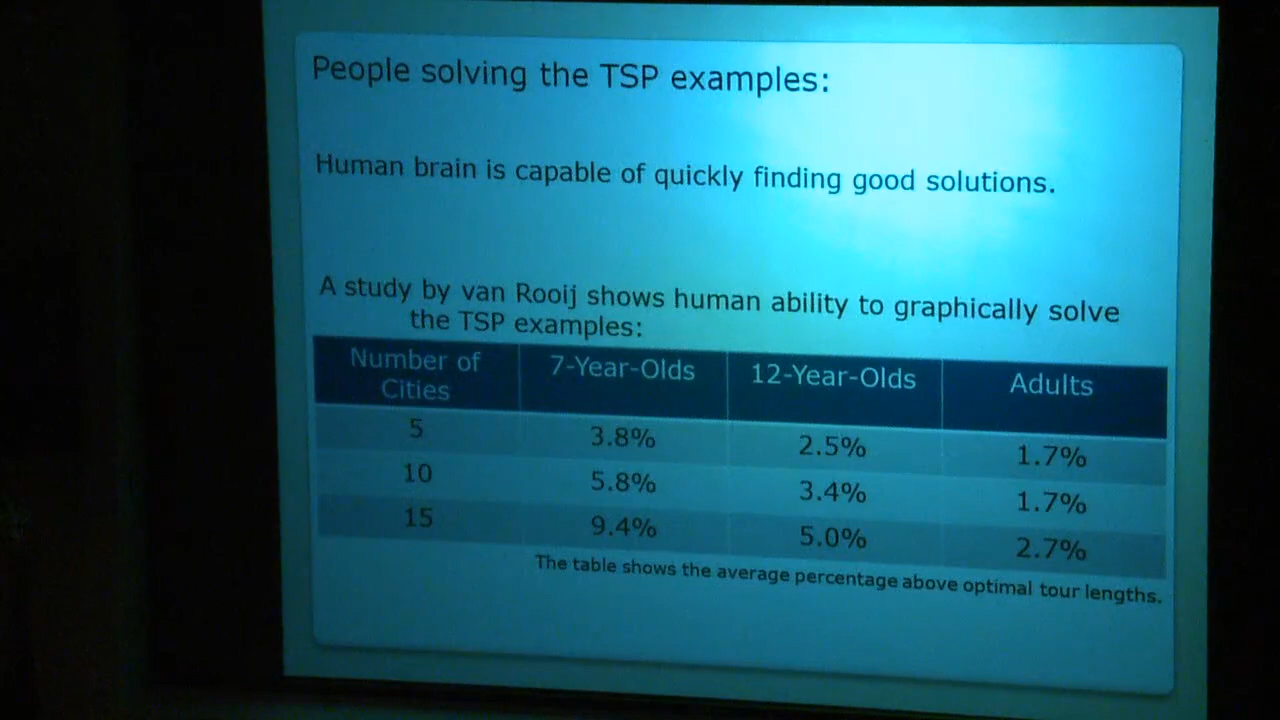 People solving the TSP examples:
Human brain is capable of quickly finding good solutions.
A study by van Rooij shows human ability to graphically solve
the TSP examples:
Number of Cities 7-Year-Olds 12-Year-Olds Adults
5 3.8% 2.5% 1.7%
10 5.8% 3.4% 1.7%
15 9.4% 5.0% 2.7%
The table shows the average percentage above optimal tour lengths.